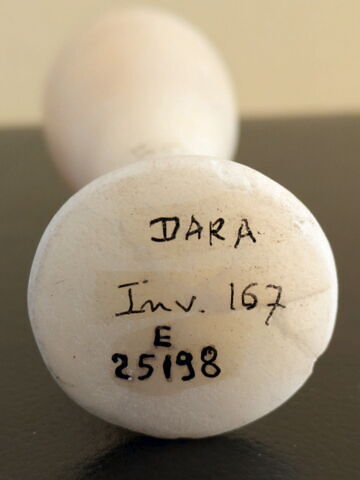 DARA
Inv. 167
E
25198